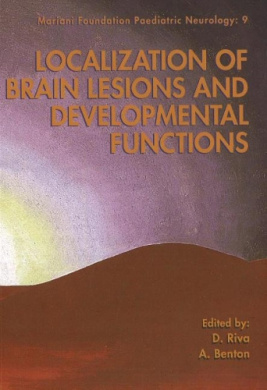 Mariani Foundation Paediatric Neurology: 9
LOCALIZATION OF
BRAIN LESIONS AND
DEVELOPMENTAL
FUNCTIONS
Edited by:
D. Riva
A. Benton